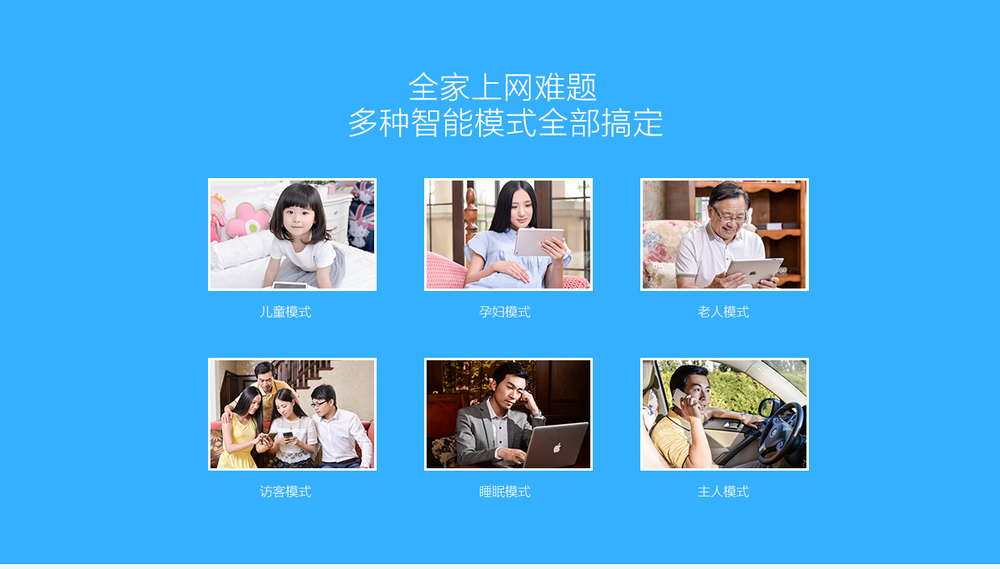 全家上网难题
多种智能模式全部搞定
儿童模式
孕妇模式
老人模式
访客模式
睡眠模式
主人模式